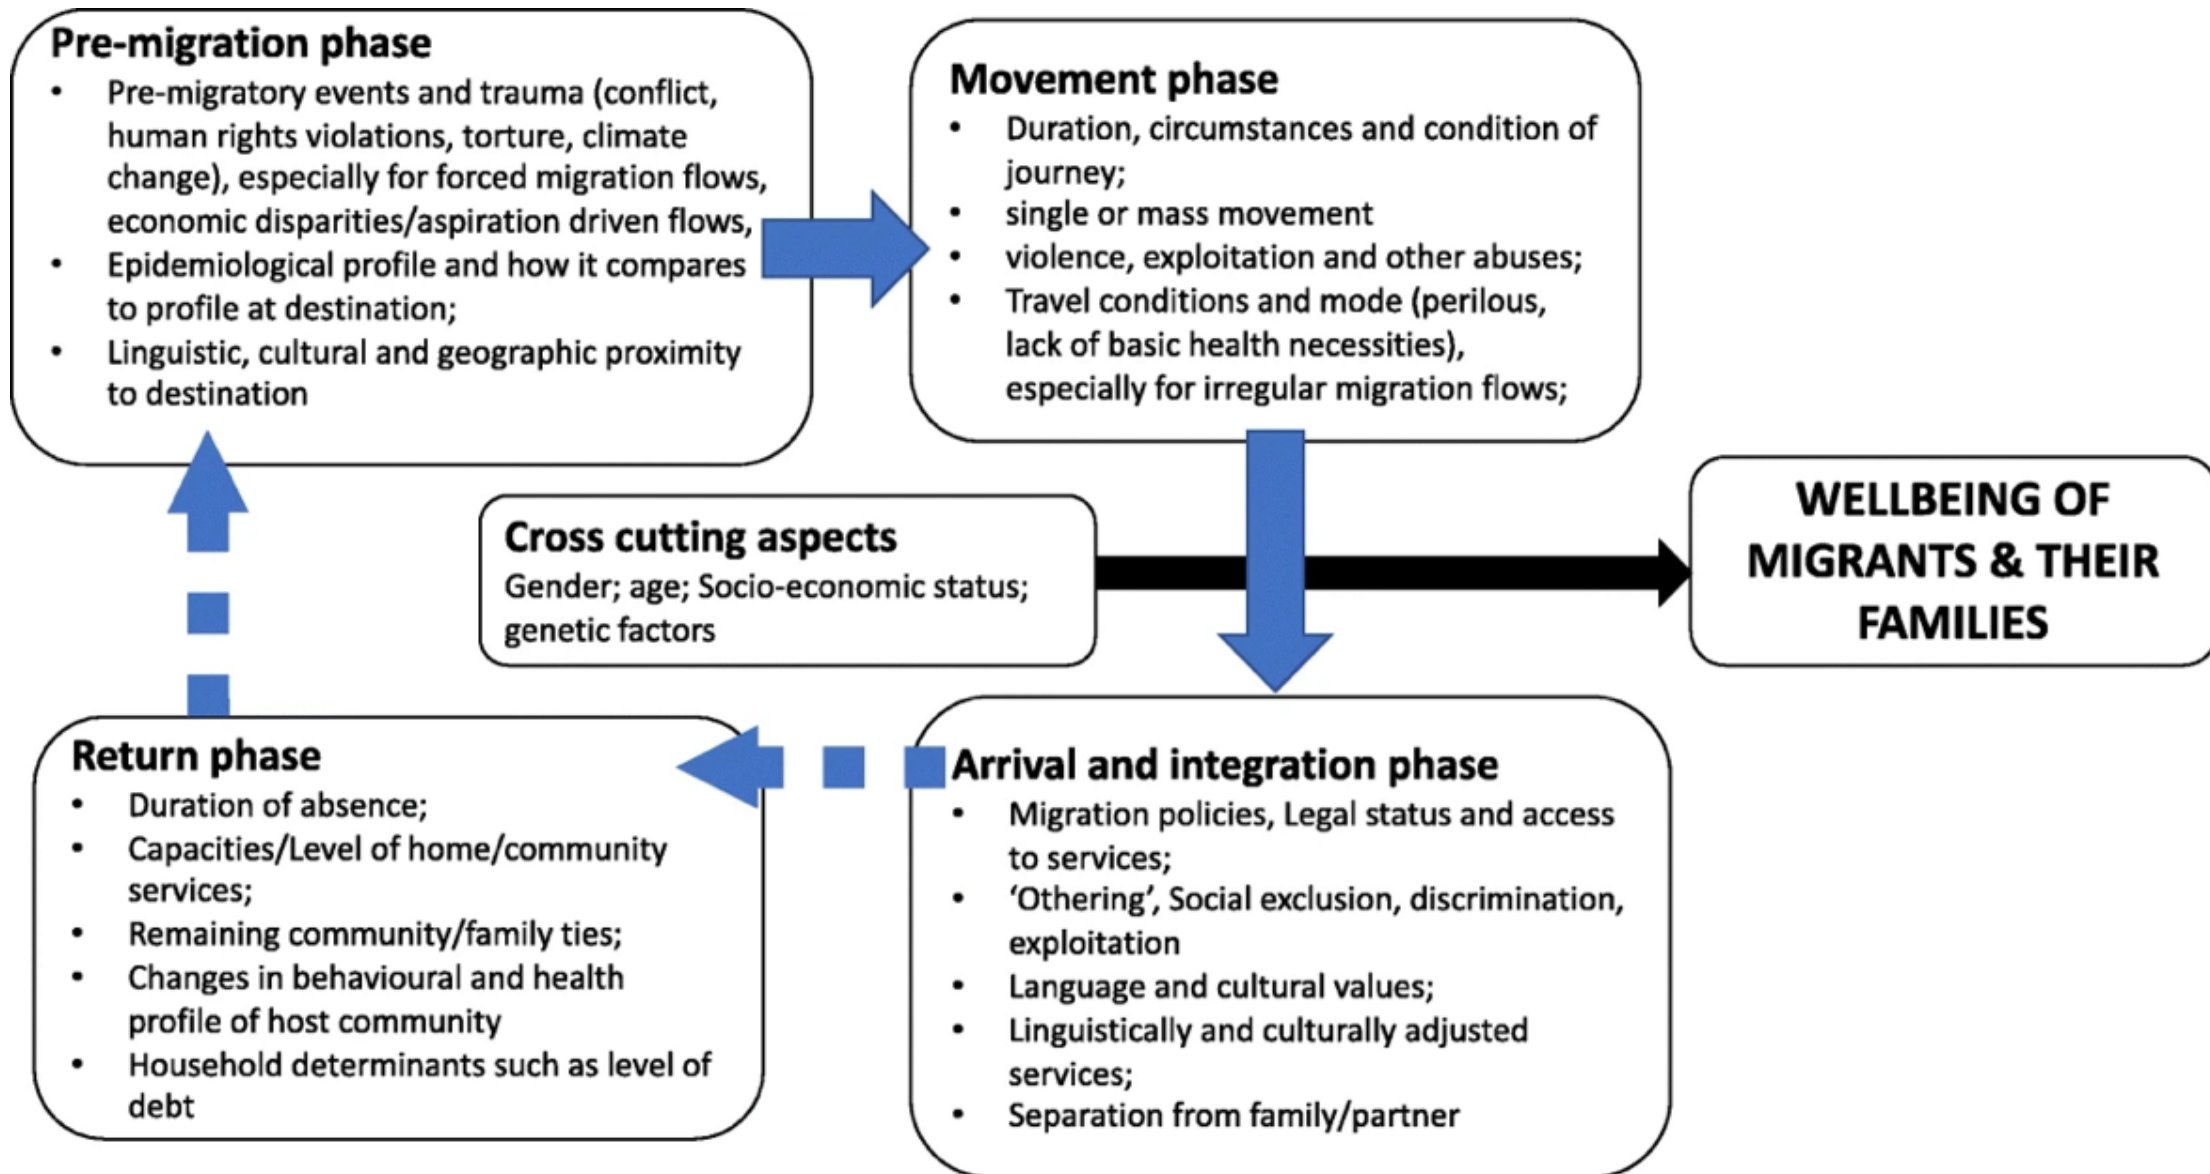 Pre-migration phase
• Pre-migratory events and trauma (conflict,
human rights violations, torture, climate
change), especially for forced migration flows,
economic disparities/aspiration driven flows,
• Epidemiological profile and how it compares
to profile at destination;
• Linguistic, cultural and geographic proximity
to destination
Movement phase
• Duration, circumstances and condition of
journey;
• single or mass movement
• violence, exploitation and other abuses;
• Travel conditions and mode (perilous,
lack of basic health necessities),
especially for irregular migration flows;
Cross cutting aspects
Gender; age; Socio-economic status;
genetic factors
WELLBEING OF
MIGRANTS & THEIR
FAMILIES
Return phase
• Duration of absence;
• Capacities/Level of home/community
services;
• Remaining community/family ties;
• Changes in behavioural and health
profile of host community
• Household determinants such as level of
debt
Arrival and integration phase
• Migration policies, Legal status and access
to services;
• ‘Othering’, Social exclusion, discrimination,
exploitation
• Language and cultural values;
• Linguistically and culturally adjusted
services;
• Separation from family/partner